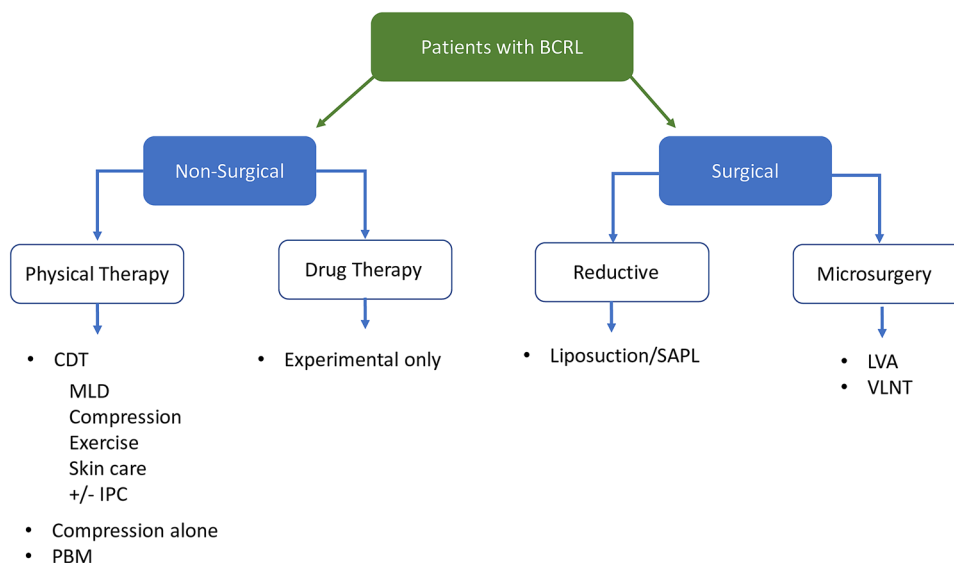 Patients with BCRL
Non-Surgical
Surgical
Physical Therapy
Drug Therapy
Reductive
Microsurgery
• CDT
MLD
Compression
Exercise
Skin care
+/- IPC
• Compression alone
• PBM
• Experimental only
• Liposuction/SAPL
• LVA
• VLNT